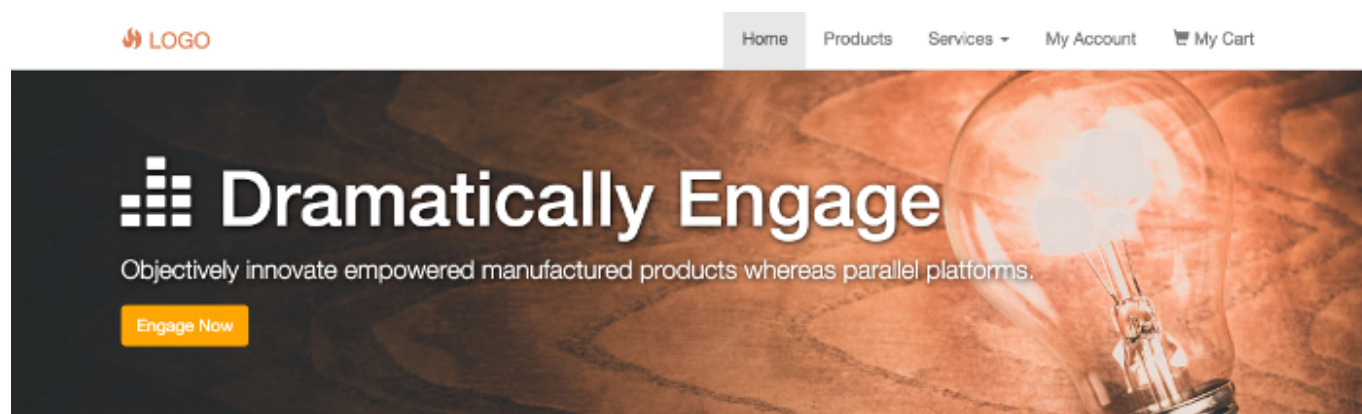 LOGO
Home Products Services My Account My Cart
Dramatically Engage
Objectively innovate empowered manufactured products whereas parallel platforms.
Engage Now